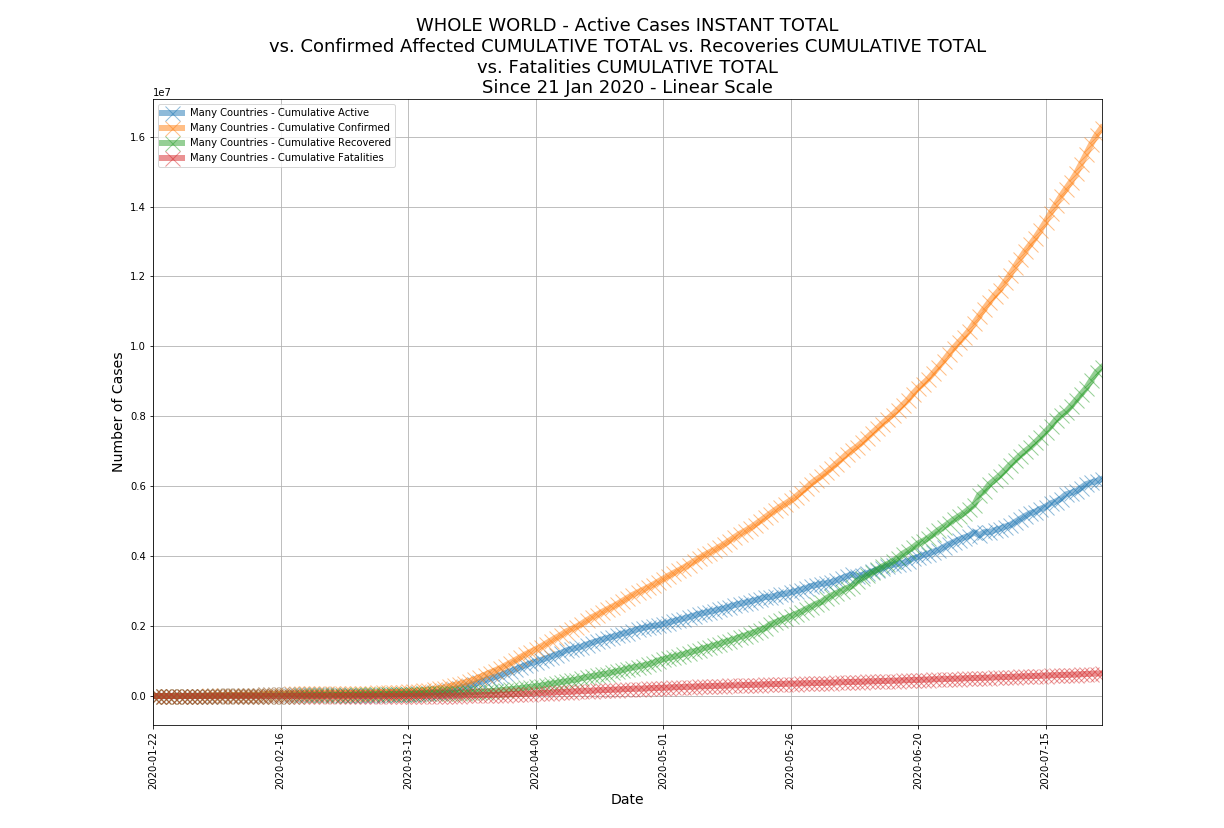 WHOLE WORLD - Active Cases INSTANT TOTAL
vs. Confirmed Affected CUMULATIVE TOTAL vs. Recoveries CUMULATIVE TOTAL
vs. Fatalities CUMULATIVE TOTAL
Since 21 Jan 2020 - Linear Scale
1e7
Many Countries - Cumulative Active
Many Countries - Cumulative Confirmed
Many Countries - Cumulative Recovered
Many Countries - Cumulative Fatalities
1.6
1.4
1.2
1.0
0.8
0.6
0.4
0.2
0.0
Number of Cases
2020-01-22
2020-02-16
2020-03-12
2020-04-06
2020-05-01
2020-05-26
2020-06-20
2020-07-15
Date